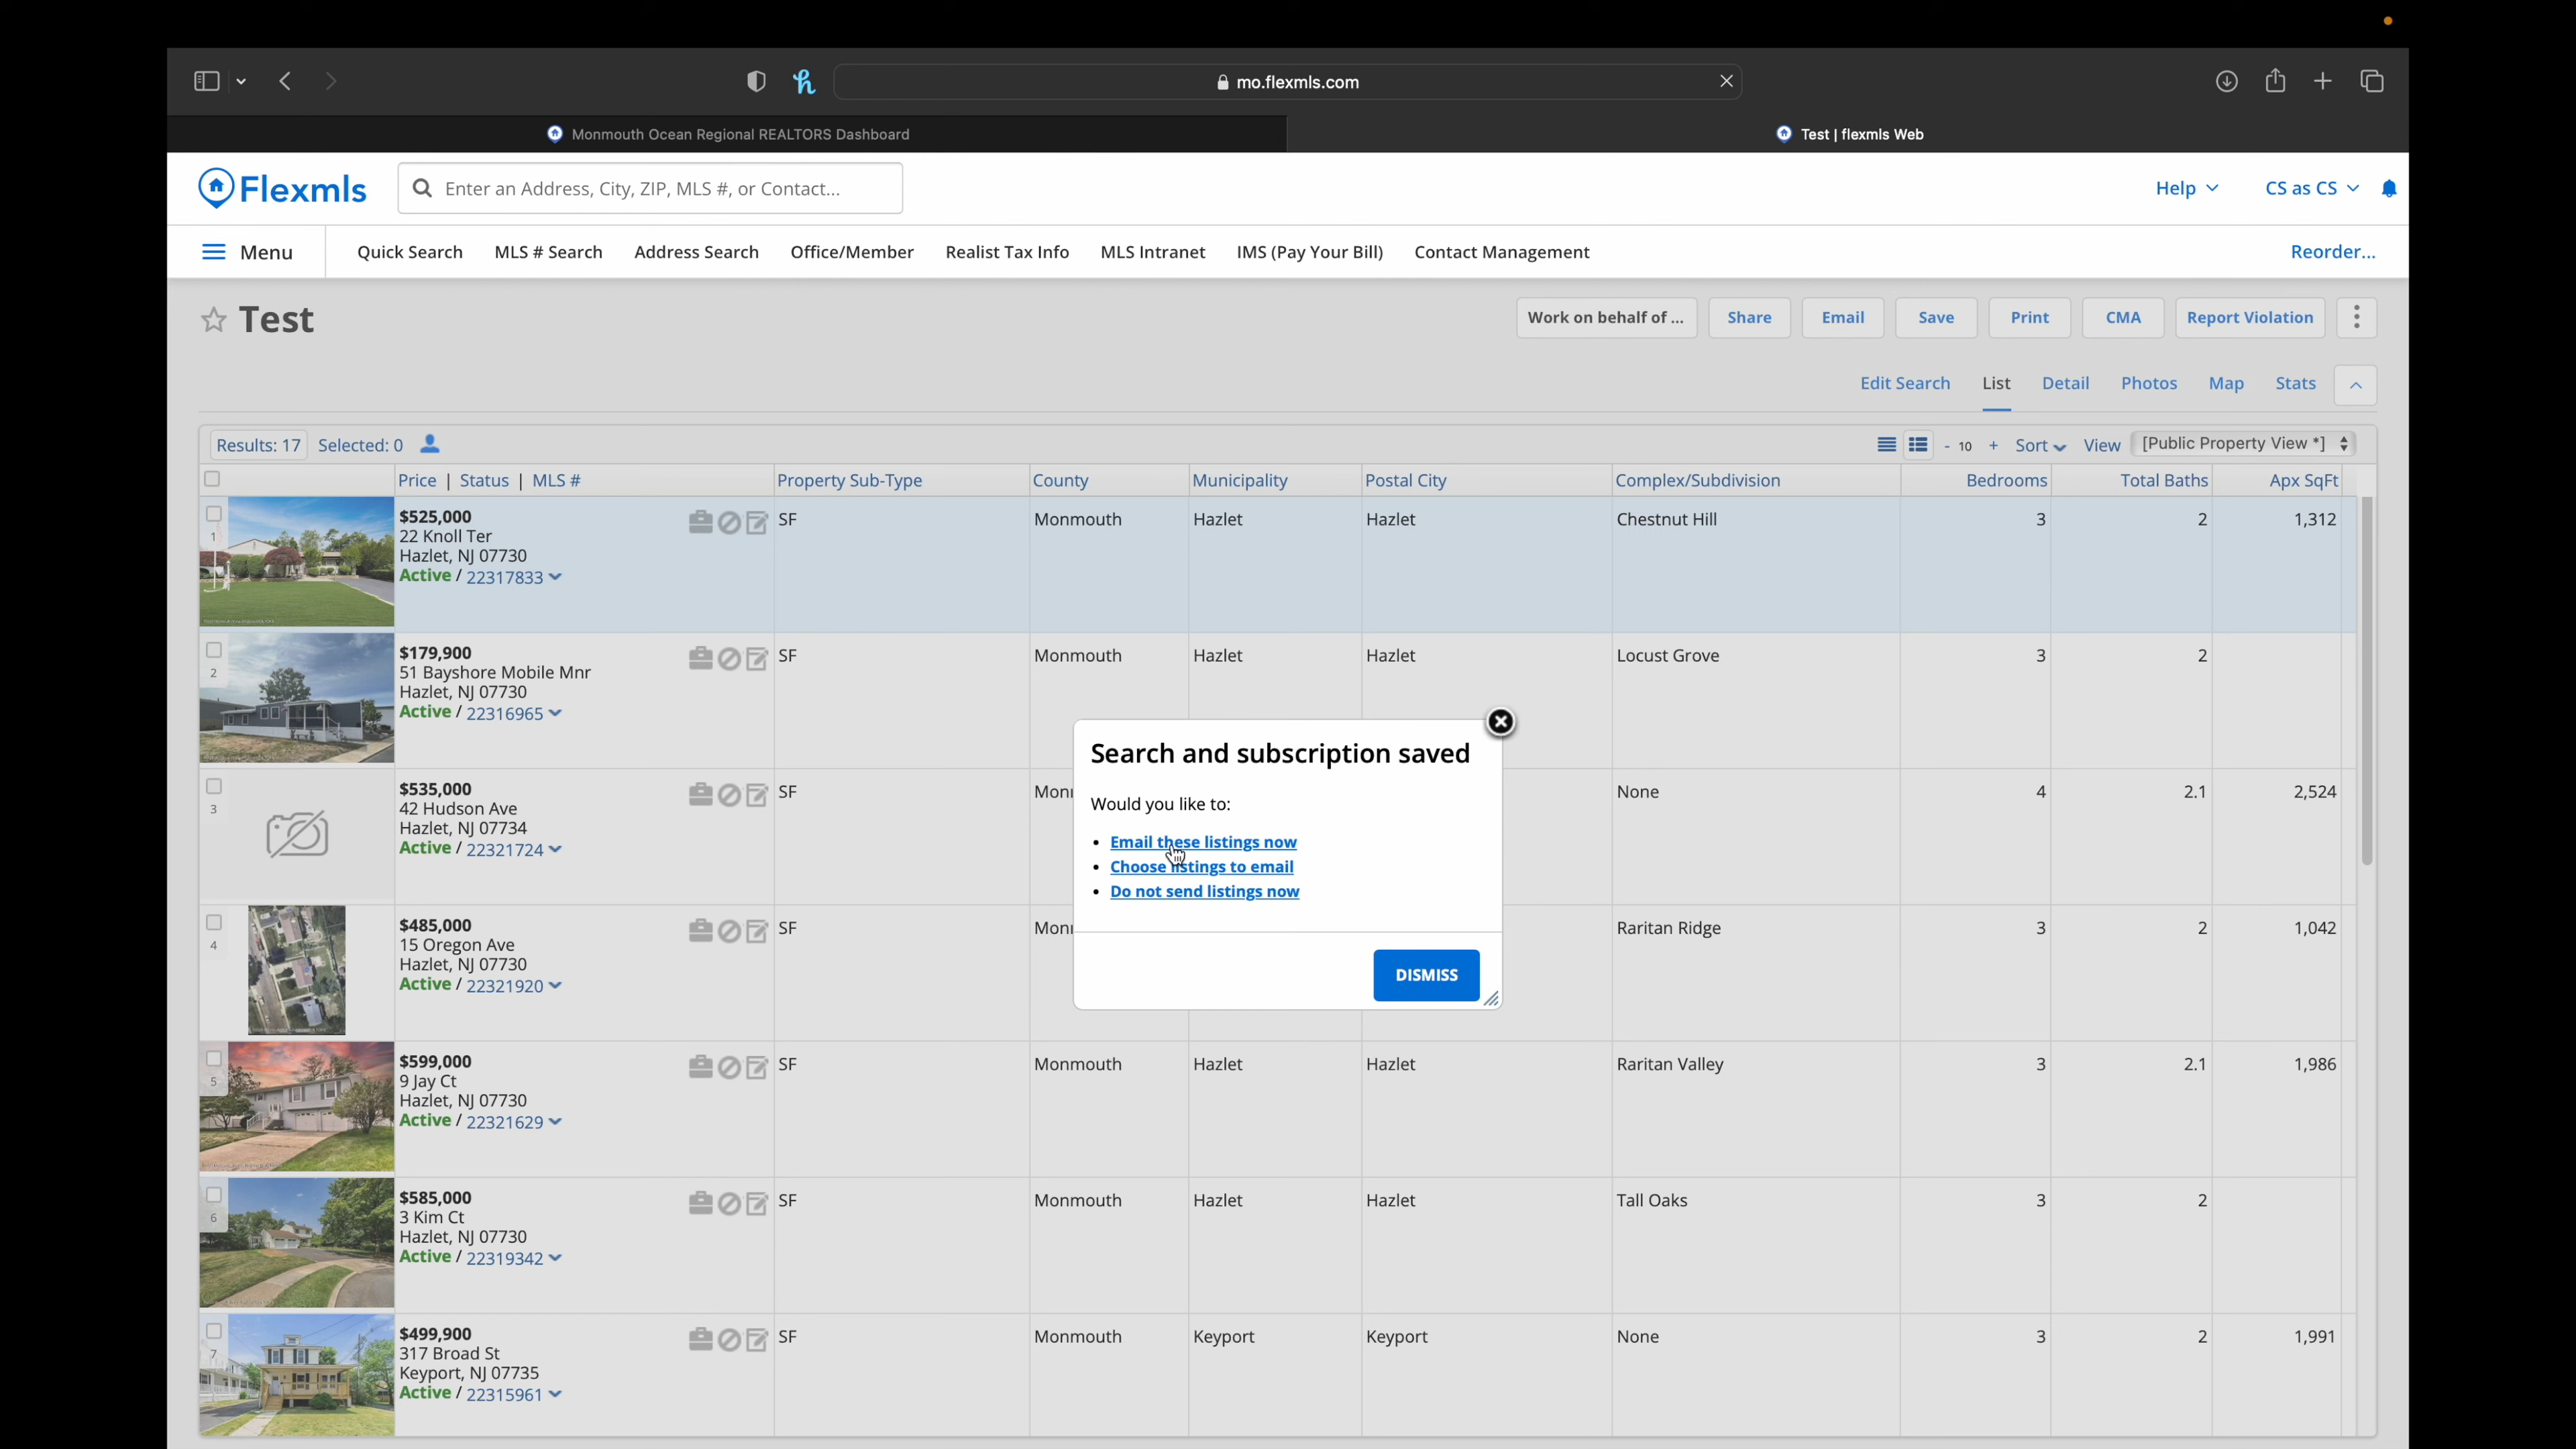 mo.flexmls.com
Monmouth Ocean Regional REALTORS Dashboard
Test | flexmls Web
Flexmls
Enter an Address, City, ZIP, MLS #, or Contact...
Help
CS as CS
Menu
Quick Search
MLS # Search
Address Search
Office/Member
Realist Tax Info
MLS Intranet
IMS (Pay Your Bill)
Contact Management
Reorder...
Test
Work on behalf of ...
Share
Email
Save
Print
CMA
Report Violation
Edit Search
List
Detail
Photos
Map
Stats
Results: 17
Selected: 0
- 10 +
Sort
View
[Public Property View *]
Price | Status | MLS #
Property Sub-Type
County
Municipality
Postal City
Complex/Subdivision
Bedrooms
Total Baths
Apx SqFt
1
$525,000
22 Knoll Ter
Hazlet, NJ 07730
Active / 22317833
SF
Monmouth
Hazlet
Hazlet
Chestnut Hill
3
2
1,312
2
$179,900
51 Bayshore Mobile Mnr
Hazlet, NJ 07730
Active / 22316965
SF
Monmouth
Hazlet
Hazlet
Locust Grove
3
2
3
$535,000
42 Hudson Ave
Hazlet, NJ 07734
Active / 22321724
SF
None
4
2.1
2,524
4
$485,000
15 Oregon Ave
Hazlet, NJ 07730
Active / 22321920
SF
Raritan Ridge
3
2
1,042
Search and subscription saved
Would you like to:
• Email these listings now
• Choose listings to email
• Do not send listings now
DISMISS
5
$599,000
9 Jay Ct
Hazlet, NJ 07730
Active / 22321629
SF
Monmouth
Hazlet
Hazlet
Raritan Valley
3
2.1
1,986
6
$585,000
3 Kim Ct
Hazlet, NJ 07730
Active / 22319342
SF
Monmouth
Hazlet
Hazlet
Tall Oaks
3
2
7
$499,900
317 Broad St
Keyport, NJ 07735
Active / 22315961
SF
Monmouth
Keyport
Keyport
None
3
2
1,991